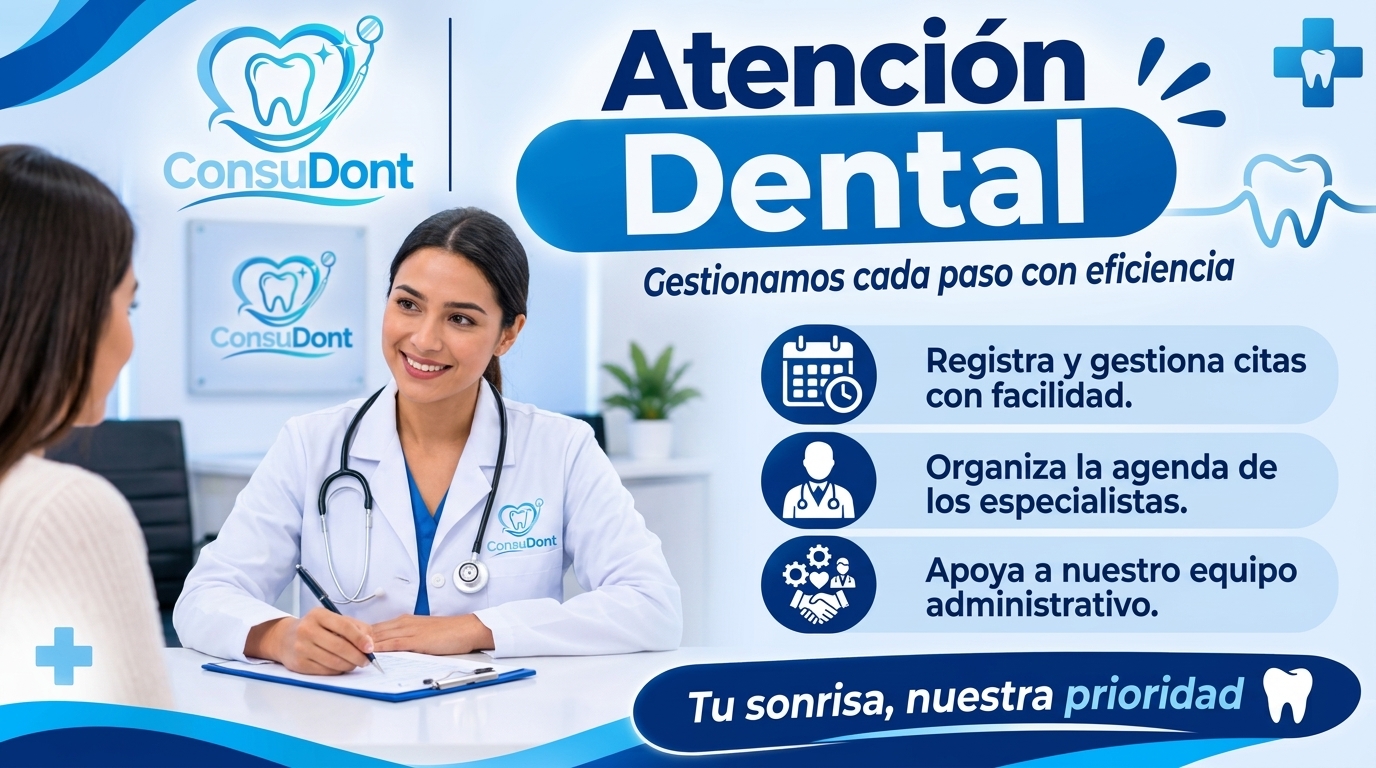 ConsuDont
Atención
Dental
Gestionamos cada paso con eficiencia
ConsuDont
Registra y gestiona citas
con facilidad.
Organiza la agenda de
los especialistas.
ConsuDont
Apoya a nuestro equipo
administrativo.
Tu sonrisa, nuestra prioridad